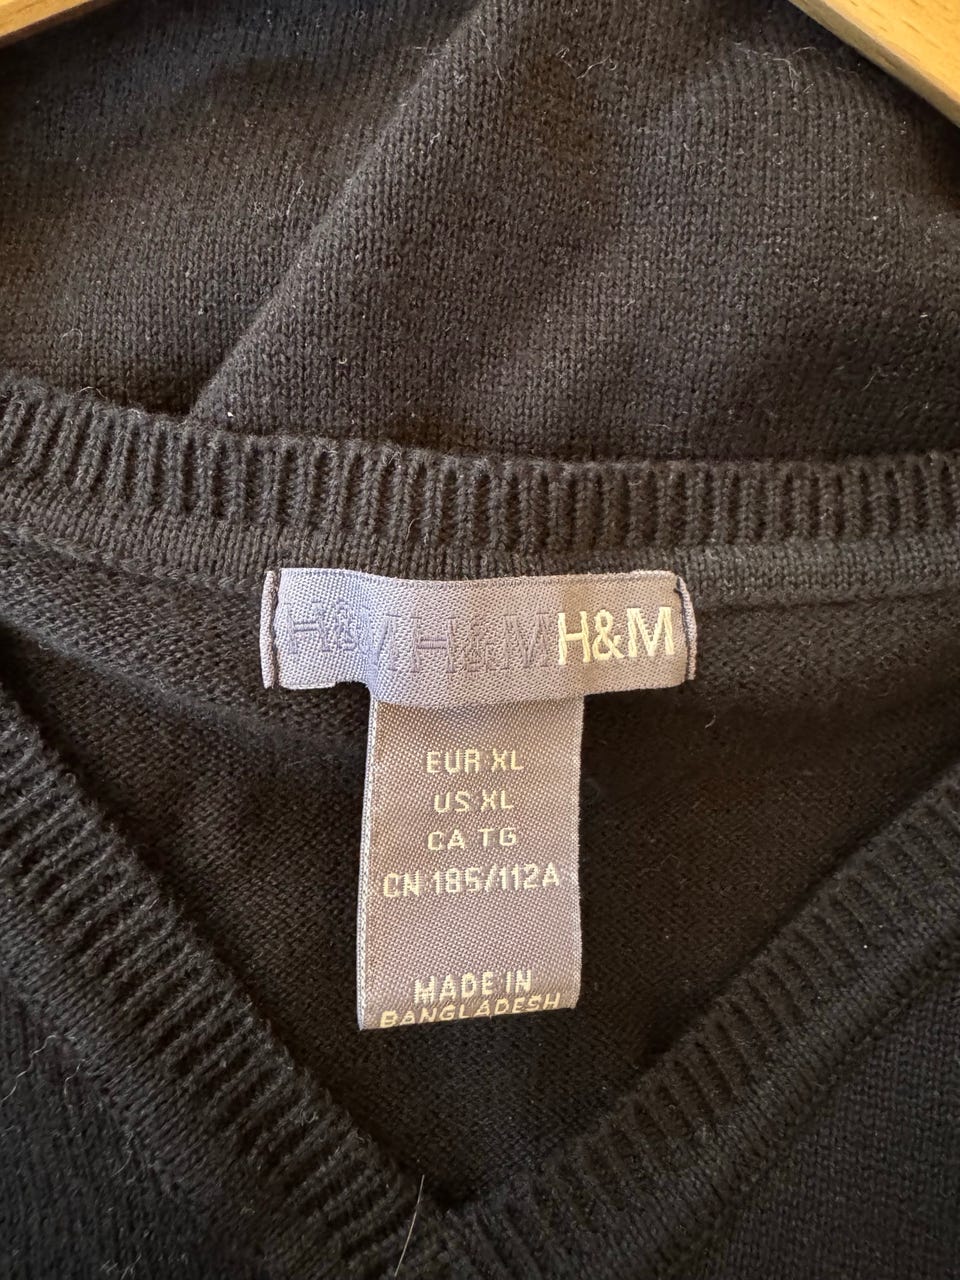 H&M H&M H&M
EUR XL
US XL
CA TG
CN 185/112A
MADE IN
BANGLADESH